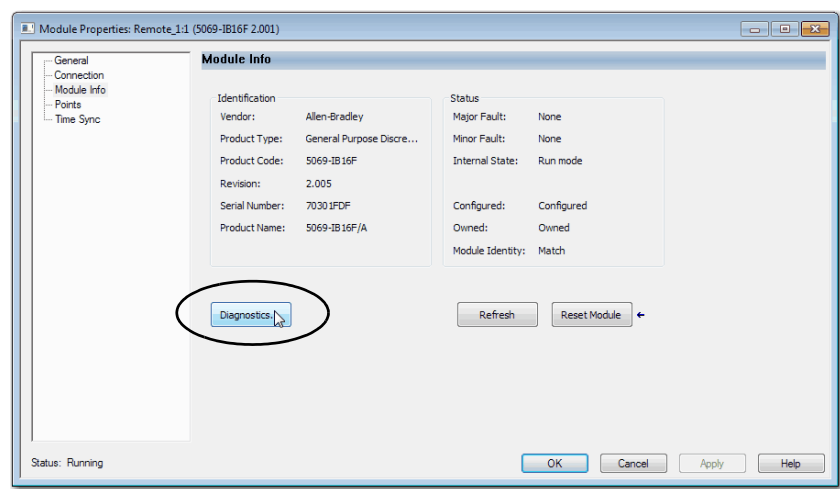 Module Properties: Remote_1:1 (5069-IB16F 2.001)
General
Connection
Module Info
Points
Time Sync
Module Info
Identification
Vendor: Allen-Bradley
Product Type: General Purpose Discre...
Product Code: 5069-IB16F
Revision: 2.005
Serial Number: 70301FDF
Product Name: 5069-IB16F/A
Status
Major Fault: None
Minor Fault: None
Internal State: Run mode
Configured: Configured
Owned: Owned
Module Identity: Match
Diagnostics...
Refresh
Reset Module
Status: Running
OK
Cancel
Apply
Help